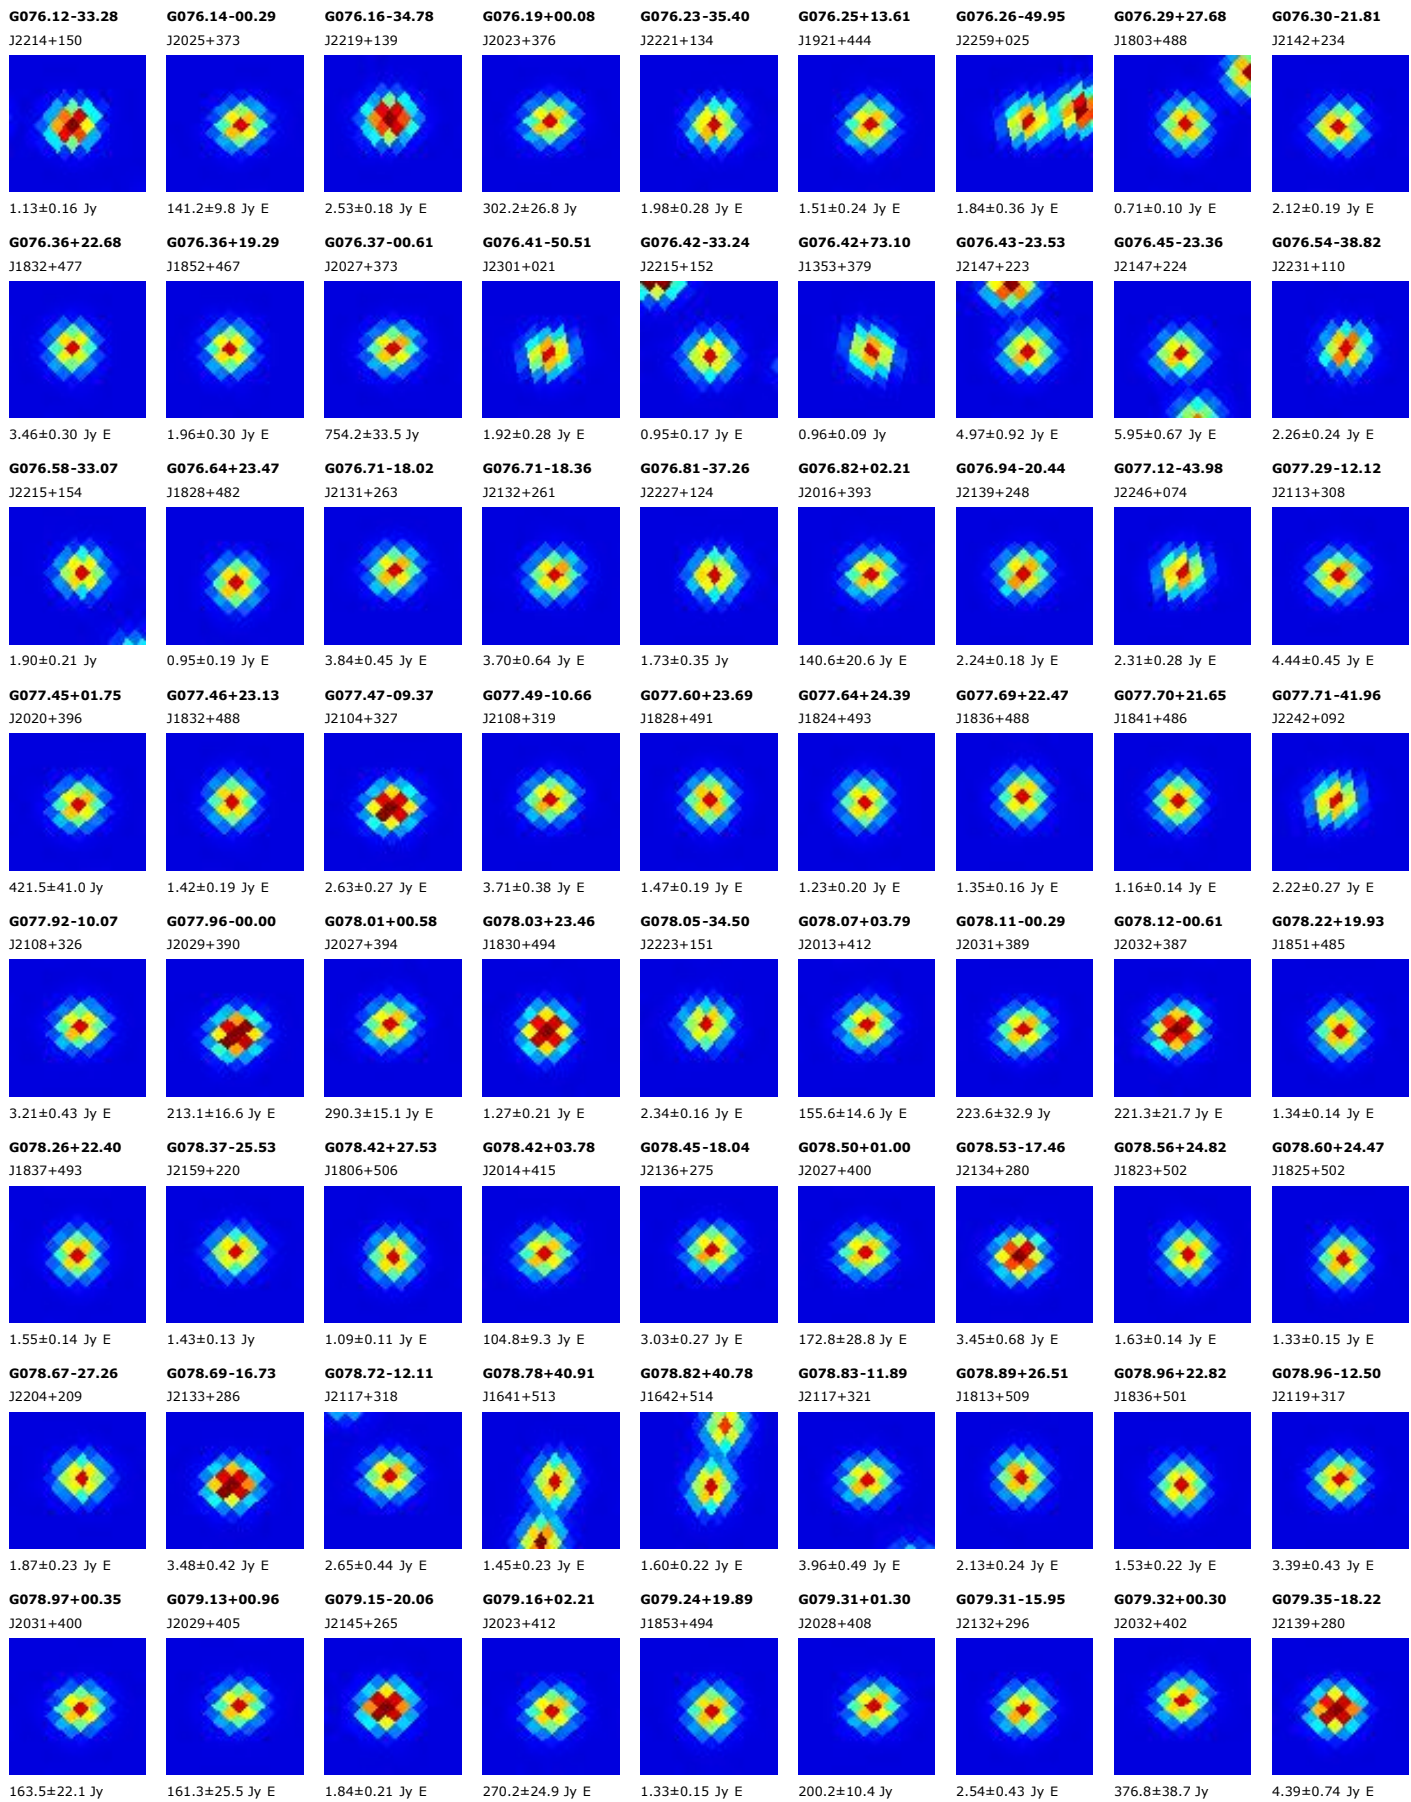 G076.12-33.28 G076.14-00.29 G076.16-34.78 G076.19+00.08 G076.23-35.40 G076.25+13.61 G076.26-49.95 G076.29+27.68 G076.30-21.81
J2214+150 J2025+373 J2219+139 J2023+376 J2221+134 J1921+444 J2259+025 J1803+488 J2142+234
1.13±0.16 Jy 141.2±9.8 Jy E 2.53±0.18 Jy E 302.2±26.8 Jy 1.98±0.28 Jy E 1.51±0.24 Jy E 1.84±0.36 Jy E 0.71±0.10 Jy E 2.12±0.19 Jy E
G076.36+22.68 G076.36+19.29 G076.37-00.61 G076.41-50.51 G076.42-33.24 G076.42+73.10 G076.43-23.53 G076.45-23.36 G076.54-38.82
J1832+477 J1852+467 J2027+373 J2301+021 J2215+152 J1353+379 J2147+223 J2147+224 J2231+110
3.46±0.30 Jy E 1.96±0.30 Jy E 754.2±33.5 Jy 1.92±0.28 Jy E 0.95±0.17 Jy E 0.96±0.09 Jy 4.97±0.92 Jy E 5.95±0.67 Jy E 2.26±0.24 Jy E
G076.58-33.07 G076.64+23.47 G076.71-18.02 G076.71-18.36 G076.81-37.26 G076.82+02.21 G076.94-20.44 G077.12-43.98 G077.29-12.12
J2215+154 J1828+482 J2131+263 J2132+261 J2227+124 J2016+393 J2139+248 J2246+074 J2113+308
1.90±0.21 Jy 0.95±0.19 Jy E 3.84±0.45 Jy E 3.70±0.64 Jy E 1.73±0.35 Jy 140.6±20.6 Jy E 2.24±0.18 Jy E 2.31±0.28 Jy E 4.44±0.45 Jy E
G077.45+01.75 G077.46+23.13 G077.47-09.37 G077.49-10.66 G077.60+23.69 G077.64+24.39 G077.69+22.47 G077.70+21.65 G077.71-41.96
J2020+396 J1832+488 J2104+327 J2108+319 J1828+491 J1824+493 J1836+488 J1841+486 J2242+092
421.5±41.0 Jy 1.42±0.19 Jy E 2.63±0.27 Jy E 3.71±0.38 Jy E 1.47±0.19 Jy E 1.23±0.20 Jy E 1.35±0.16 Jy E 1.16±0.14 Jy E 2.22±0.27 Jy E
G077.92-10.07 G077.96-00.00 G078.01+00.58 G078.03+23.46 G078.05-34.50 G078.07+03.79 G078.11-00.29 G078.12-00.61 G078.22+19.93
J2108+326 J2029+390 J2027+394 J1830+494 J2223+151 J2013+412 J2031+389 J2032+387 J1851+485
3.21±0.43 Jy E 213.1±16.6 Jy E 290.3±15.1 Jy E 1.27±0.21 Jy E 2.34±0.16 Jy E 155.6±14.6 Jy E 223.6±32.9 Jy 221.3±21.7 Jy E 1.34±0.14 Jy E
G078.26+22.40 G078.37-25.53 G078.42+27.53 G078.42+03.78 G078.45-18.04 G078.50+01.00 G078.53-17.46 G078.56+24.82 G078.60+24.47
J1837+493 J2159+220 J1806+506 J2014+415 J2136+275 J2027+400 J2134+280 J1823+502 J1825+502
1.55±0.14 Jy E 1.43±0.13 Jy 1.09±0.11 Jy E 104.8±9.3 Jy E 3.03±0.27 Jy E 172.8±28.8 Jy E 3.45±0.68 Jy E 1.63±0.14 Jy E 1.33±0.15 Jy E
G078.67-27.26 G078.69-16.73 G078.72-12.11 G078.78+40.91 G078.82+40.78 G078.83-11.89 G078.89+26.51 G078.96+22.82 G078.96-12.50
J2204+209 J2133+286 J2117+318 J1641+513 J1642+514 J2117+321 J1813+509 J1836+501 J2119+317
1.87±0.23 Jy E 3.48±0.42 Jy E 2.65±0.44 Jy E 1.45±0.23 Jy E 1.60±0.22 Jy E 3.96±0.49 Jy E 2.13±0.24 Jy E 1.53±0.22 Jy E 3.39±0.43 Jy E
G078.97+00.35 G079.13+00.96 G079.15-20.06 G079.16+02.21 G079.24+19.89 G079.31+01.30 G079.31-15.95 G079.32+00.30 G079.35-18.22
J2031+400 J2029+405 J2145+265 J2023+412 J1853+494 J2028+408 J2132+296 J2032+402 J2139+280
163.5±22.1 Jy 161.3±25.5 Jy E 1.84±0.21 Jy E 270.2±24.9 Jy E 1.33±0.15 Jy E 200.2±10.4 Jy 2.54±0.43 Jy E 376.8±38.7 Jy 4.39±0.74 Jy E